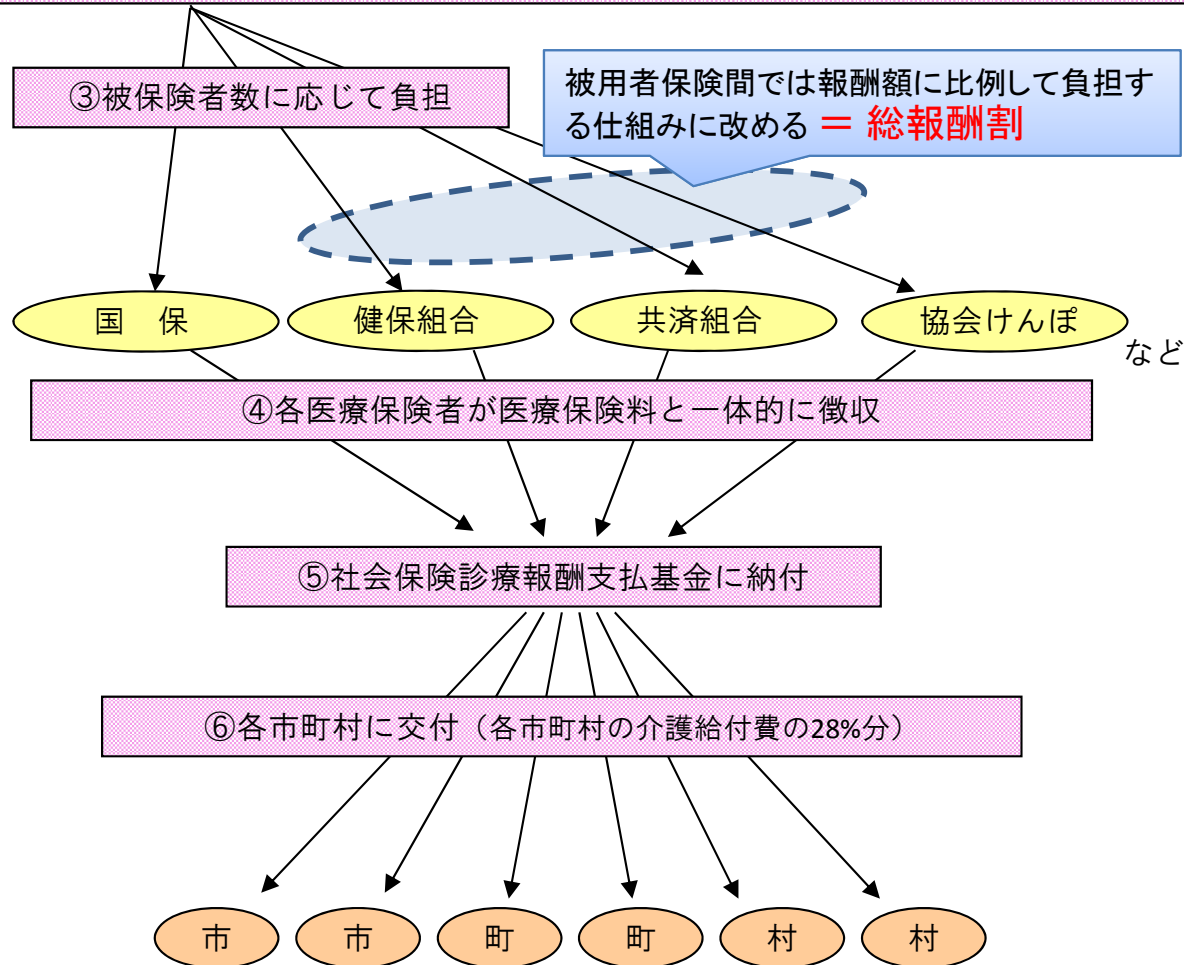 ③被保険者数に応じて負担
被用者保険間では報酬額に比例して負担す
る仕組みに改める ＝ 総報酬割
国　保
健保組合
共済組合
協会けんぽ
など
④各医療保険者が医療保険料と一体的に徴収
⑤社会保険診療報酬支払基金に納付
⑥各市町村に交付（各市町村の介護給付費の28%分）
市
市
町
町
村
村